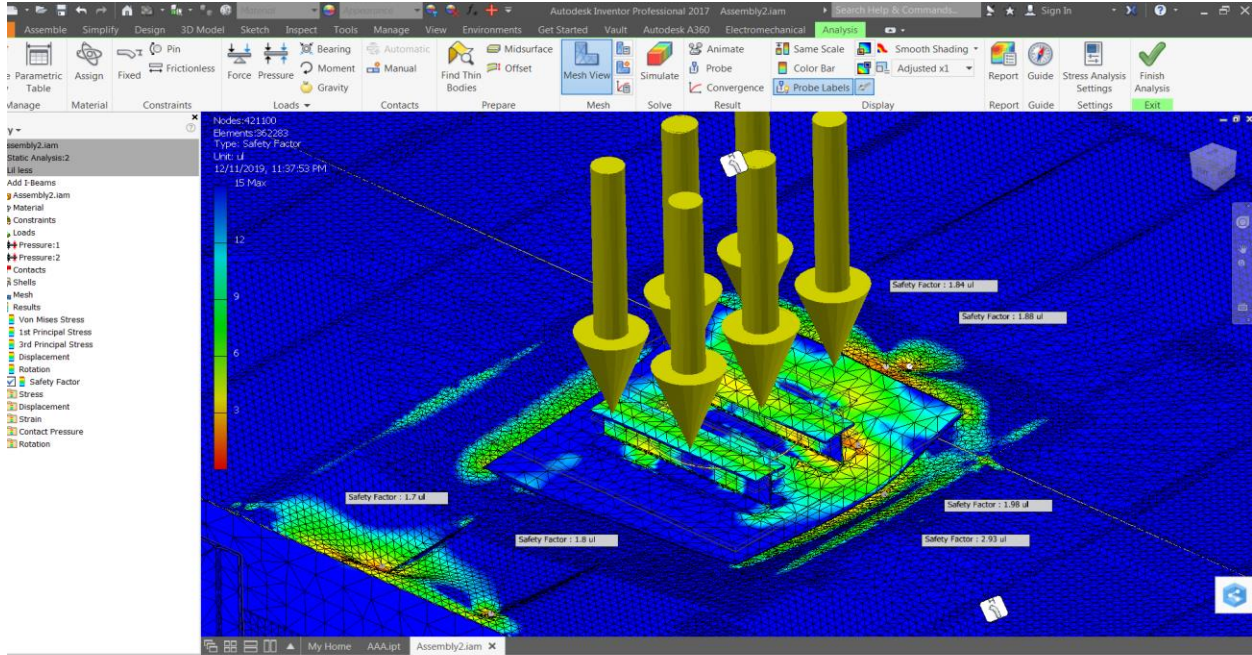 Autodesk Inventor Professional 2017 Assembly2.iam
Search Help & Commands...
Sign In
Assemble Simplify Design 3D Model Sketch Inspect Tools Manage View Environments Get Started Vault Autodesk A360 Electromechanical Analysis
Parametric Table
Assign
Fixed
Pin
Frictionless
Force
Pressure
Bearing
Moment
Gravity
Automatic
Manual
Find Thin Bodies
Midsurface
Offset
Mesh View
Simulate
Animate
Probe
Convergence
Same Scale
Color Bar
Probe Labels
Smooth Shading
Adjusted x1
Report
Guide
Stress Analysis Settings
Finish Analysis
Manage Material Constraints Loads Contacts Prepare Mesh Solve Result Display Report Guide Settings Exit
Assembly2.iam
Static Analysis:2
Lil less
Add I-Beams
Assembly2.iam
Material
Constraints
Loads
Pressure:1
Pressure:2
Contacts
Shells
Mesh
Results
Von Mises Stress
1st Principal Stress
3rd Principal Stress
Displacement
Rotation
Safety Factor
Stress
Displacement
Strain
Contact Pressure
Rotation
Nodes:421100
Elements:362283
Type: Safety Factor
Unit: ul
12/11/2019, 11:37:53 PM
15 Max
12
9
6
3
Safety Factor : 1.84 ul
Safety Factor : 1.88 ul
Safety Factor : 1.7 ul
Safety Factor : 1.98 ul
Safety Factor : 1.8 ul
Safety Factor : 2.93 ul
My Home AAA.ipt Assembly2.iam